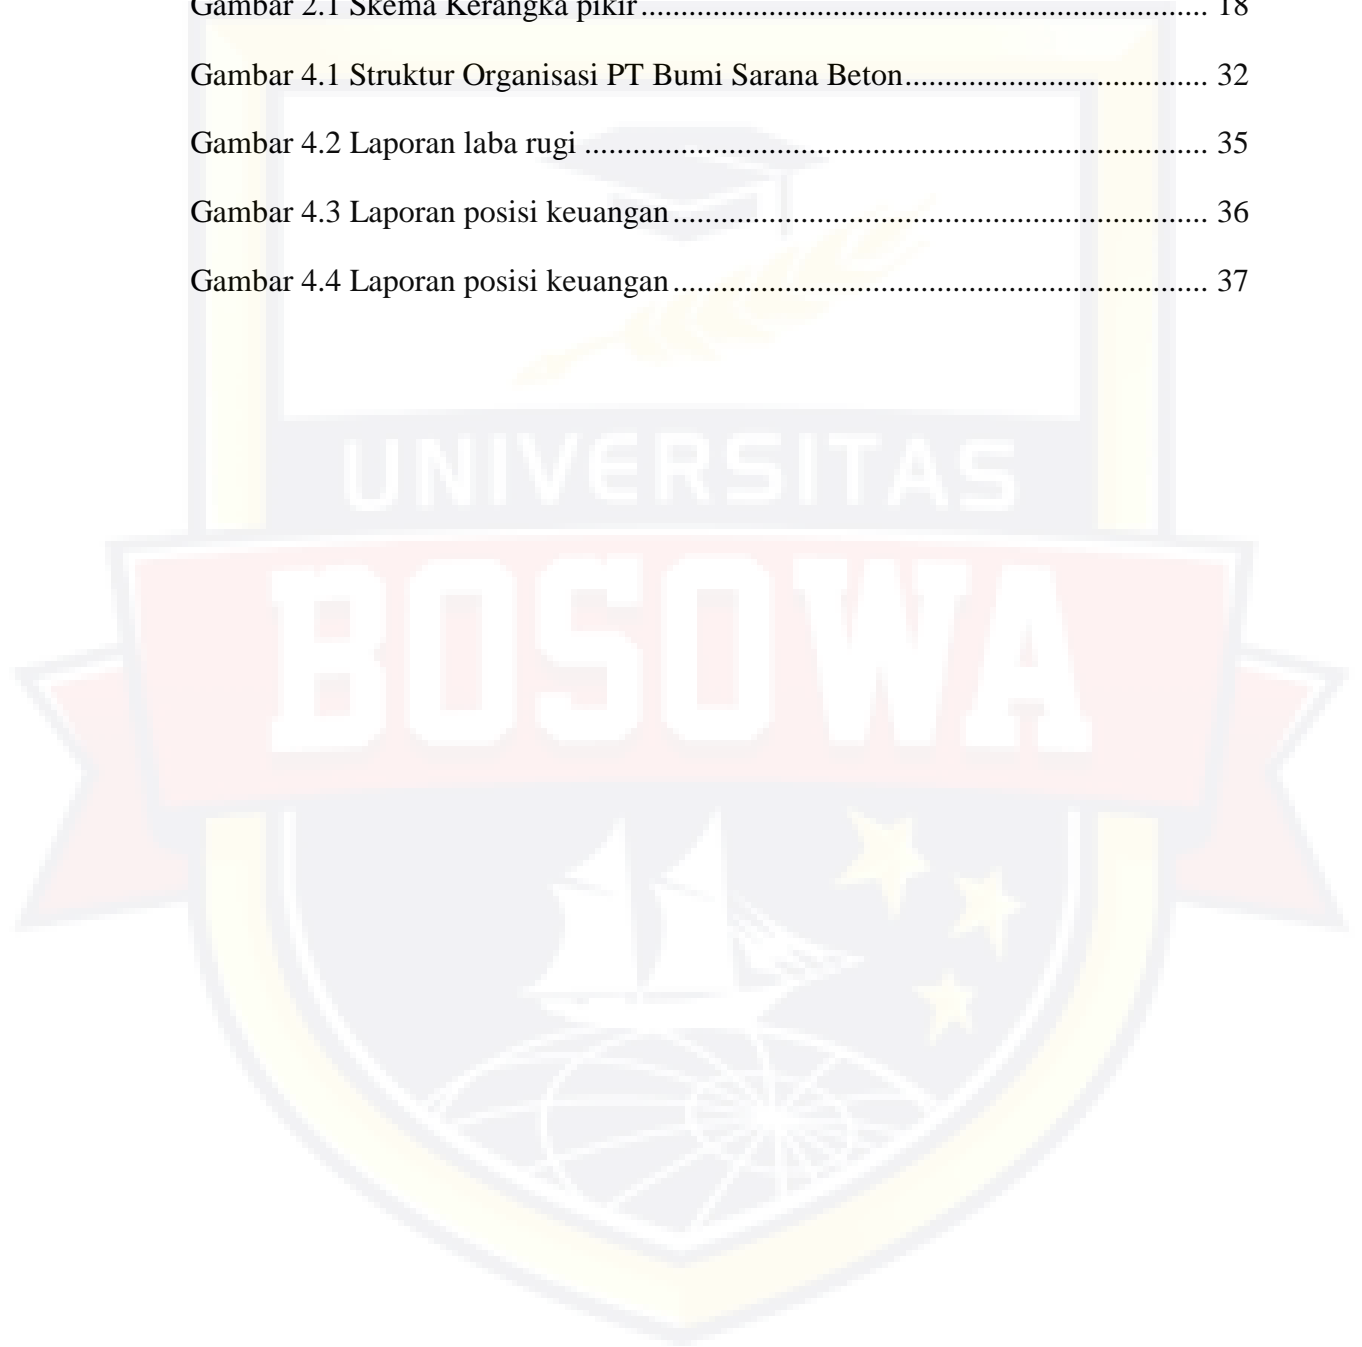 Gambar 2.1 Skema Kerangka pikir........................................................................ 18
Gambar 4.1 Struktur Organisasi PT Bumi Sarana Beton...................................... 32
Gambar 4.2 Laporan laba rugi ............................................................................... 35
Gambar 4.3 Laporan posisi keuangan.................................................................... 36
Gambar 4.4 Laporan posisi keuangan.................................................................... 37
UNIVERSITAS
BOSOWA